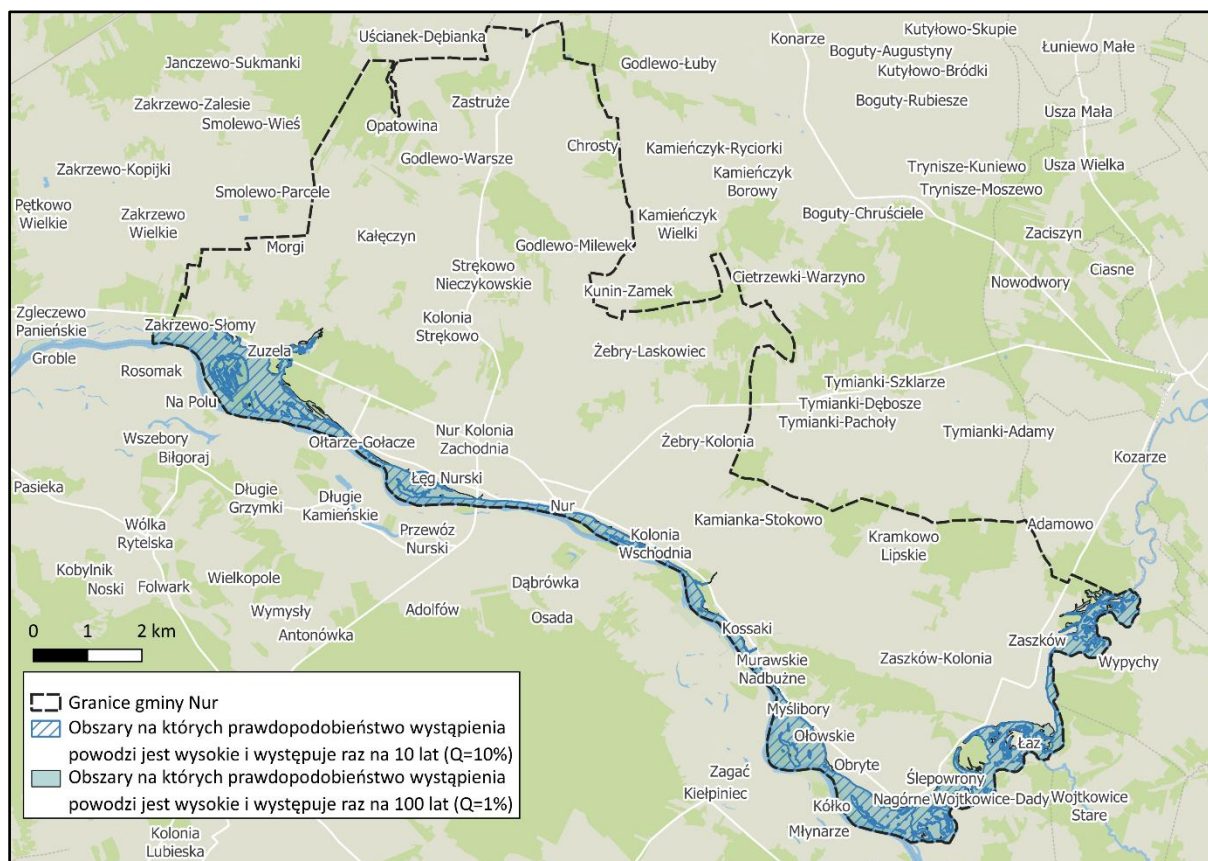 Uścianek-Dębianka
Kutyłowo-Skupie
Konarze
Boguty-Augustyny
Łuniewo Małe
Janczewo-Sukmanki
Godlewo-Łuby
Kutyłowo-Bródki
Zakrzewo-Zalesie
Zastruże
Boguty-Rubiesze
Smolewo-Wieś
Opatowina
Usza Mała
Chrosty
Kamieńczyk-Ryciorki
Godlewo-Warsze
Zakrzewo-Kopijki
Kamieńczyk
Borowy
Trynisze-Kuniewo
Usza Wielka
Smolewo-Parcele
Trynisze-Moszewo
Pętkowo
Wielkie
Zakrzewo
Wielkie
Kamieńczyk
Wielki
Boguty-Chruściele
Kałęczyn
Zaciszyn
Morgi
Godlewo-Milewek
Strękowo
Nieczykowskie
Cietrzewki-Warzyno
Ciasne
Nowodwory
Kunin-Zamek
Zgleczewo
Panieńskie
Zakrzewo-Słomy
Kolonia
Strękowo
Groble
Zuzela
Żebry-Laskowiec
Rosomak
Tymianki-Szklarze
Na Polu
Tymianki-Dębosze
Tymianki-Pachoły
Wszebory
Biłgoraj
Ołtarze-Gołacze
Nur Kolonia
Zachodnia
Żebry-Kolonia
Tymianki-Adamy
Kozarze
Pasieka
Długie
Grzymki
Długie
Kamieńskie
Łęg Nurski
Nur
Wólka
Rytelska
Przewóz
Nurski
Kolonia
Wschodnia
Kamianka-Stokowo
Kramkowo
Lipskie
Adamowo
Kobylnik
Noski
Folwark
Wielkopole
Dąbrówka
Wymysły
Adolfów
Osada
Antonówka
Kossaki
Zaszków
Murawskie
Nadbużne
Zaszków-Kolonia
Wypychy
0 1 2 km
Myślibory
Ołowskie
Łaz
Zagać
Obryte
Ślepowrony
Kiełpiniec
Kółko
Nagórne
Wojtkowice-Dady
Wojtkowice
Stare
Młynarze
Granice gminy Nur
Obszary na których prawdopodobieństwo wystąpienia
powodzi jest wysokie i występuje raz na 10 lat (Q=10%)
Obszary na których prawdopodobieństwo wystąpienia
powodzi jest wysokie i występuje raz na 100 lat (Q=1%)
Kolonia
Lubieska